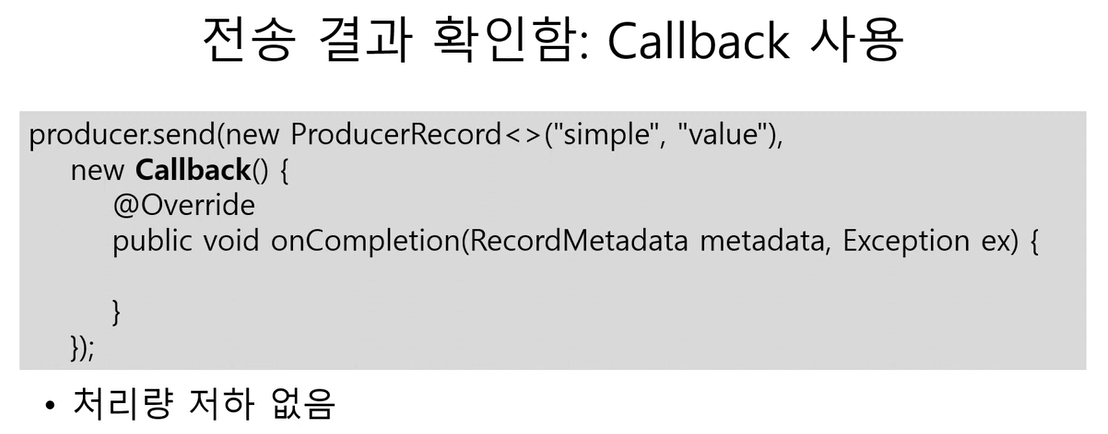 전송 결과 확인함: Callback 사용
producer.send(new ProducerRecord<>("simple", "value"),
new Callback() {
@Override
public void onCompletion(RecordMetadata metadata, Exception ex) {
}
});
• 처리량 저하 없음